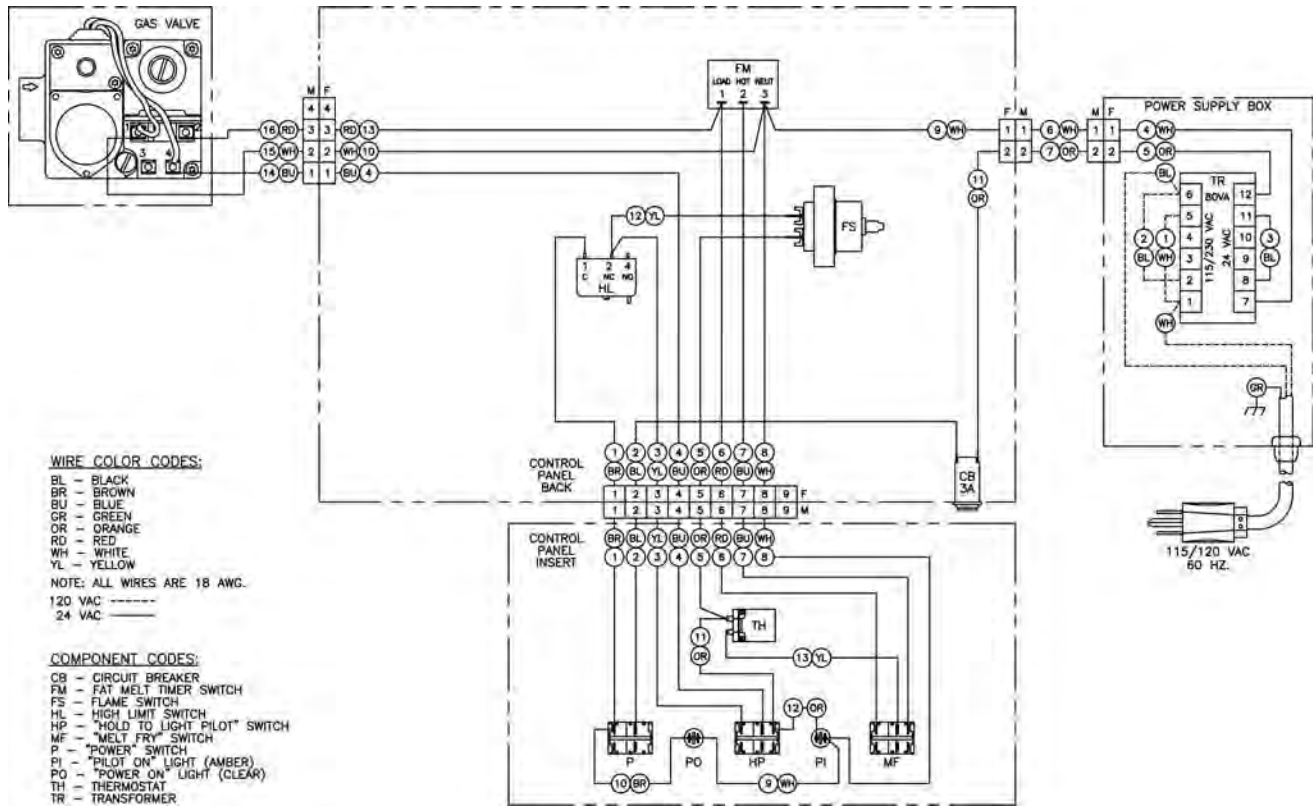 GAS VALVE
M F
4 4
16 RD 3 3 RD 13
15 WH 2 2 WH 10
14 BU 1 1 BU 4
3 4
FM
LOAD HOT NEUT
1 2 3
9 WH
F M
1 1
2 2
6 WH
7 OR
M F
1 1
2 2
4 WH
5 OR
11 OR
POWER SUPPLY BOX
BL
TR
80VA
115/230 VAC
24 VAC
6 12
5 11
4 10
3 9
2 8
1 7
2 BL
1 WH
3 BL
WH
GR
115/120 VAC
60 HZ.
12 YL
FS
1 2 4
C NC NO
HL
CB
3A
CONTROL
PANEL
BACK
1 2 3 4 5 6 7 8
BR BL YL BU OR RD BU WH
1 2 3 4 5 6 7 8 9 F
1 2 3 4 5 6 7 8 9 M
CONTROL
PANEL
INSERT
BR BL YL BU OR RD BU WH
1 2 3 4 5 6 7 8
TH
11 OR
13 YL
12 OR
P PO HP PI MF
10 BR
9 WH
WIRE COLOR CODES:
BL - BLACK
BR - BROWN
BU - BLUE
GR - GREEN
OR - ORANGE
RD - RED
WH - WHITE
YL - YELLOW
NOTE: ALL WIRES ARE 18 AWG.
120 VAC
24 VAC
COMPONENT CODES:
CB - CIRCUIT BREAKER
FM - FAT MELT TIMER SWITCH
FS - FLAME SWITCH
HL - HIGH LIMIT SWITCH
HP - "HOLD TO LIGHT PILOT" SWITCH
MF - "MELT FRY" SWITCH
P - "POWER" SWITCH
PI - "PILOT ON" LIGHT (AMBER)
PO - "POWER ON" LIGHT (CLEAR)
TH - THERMOSTAT
TR - TRANSFORMER